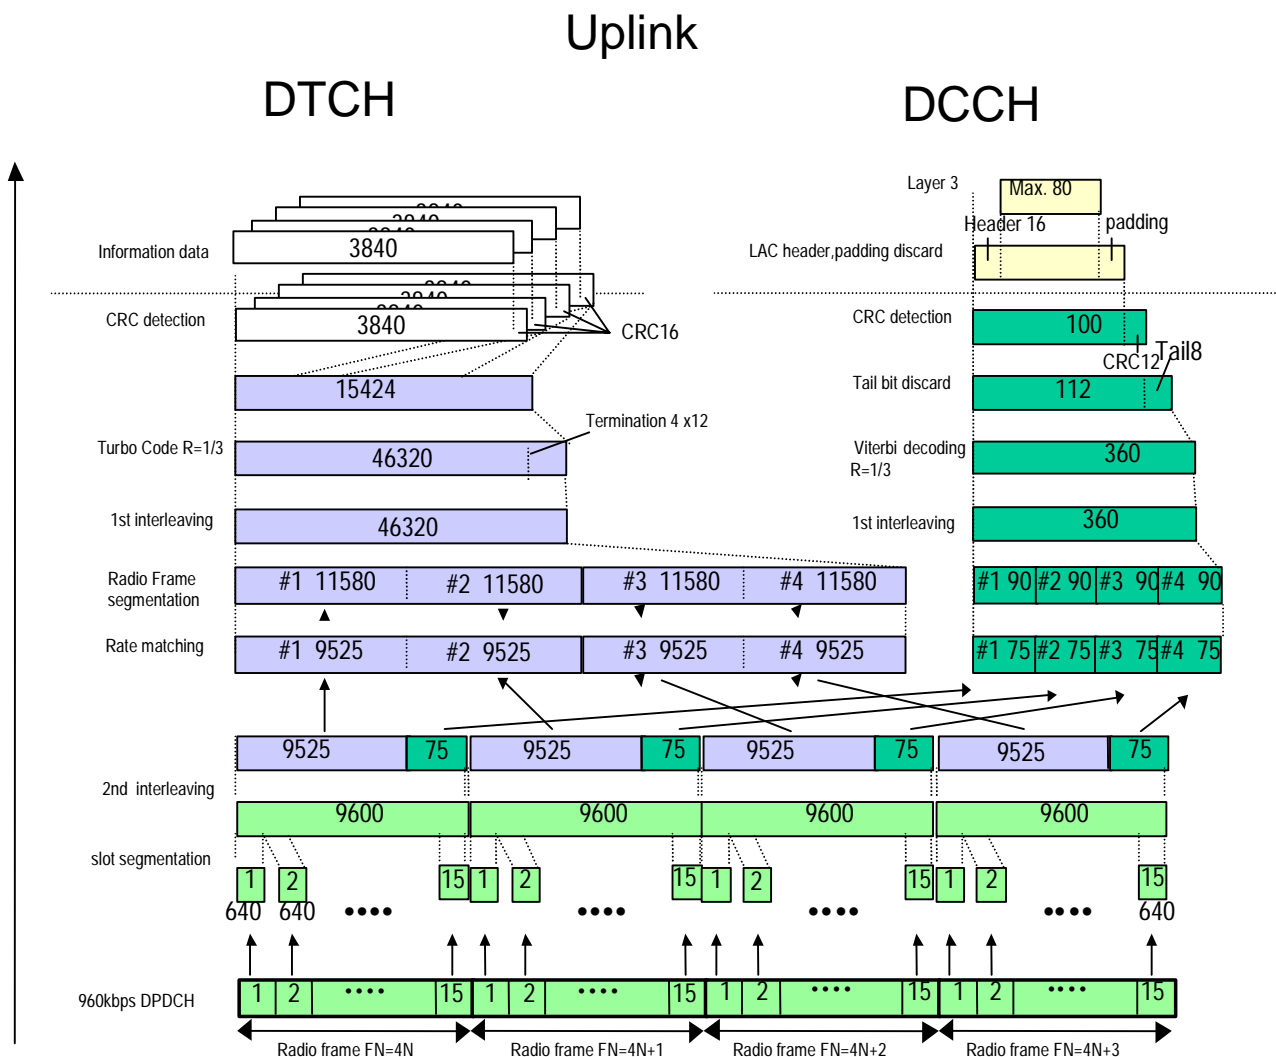 Uplink
DTCH
DCCH
Layer 3
Max. 80
Header 16
padding
3840
3840
3840
Information data
3840
LAC header,padding discard
3840
3840
3840
CRC detection
3840
CRC16
CRC detection
100
CRC12
Tail8
15424
Tail bit discard
112
Termination 4 x12
Turbo Code R=1/3
46320
Viterbi decoding
R=1/3
360
1st interleaving
46320
1st interleaving
360
Radio Frame
segmentation
#1 11580
#2 11580
#3 11580
#4 11580
#1 90
#2 90
#3 90
#4 90
Rate matching
#1 9525
#2 9525
#3 9525
#4 9525
#1 75
#2 75
#3 75
#4 75
9525
75
9525
75
9525
75
9525
75
2nd interleaving
9600
9600
9600
9600
slot segmentation
1
2
15
1
2
15
1
2
15
1
2
15
640
640
640
960kbps DPDCH
1
2
15
1
2
15
1
2
15
1
2
15
Radio frame FN=4N
Radio frame FN=4N+1
Radio frame FN=4N+2
Radio frame FN=4N+3